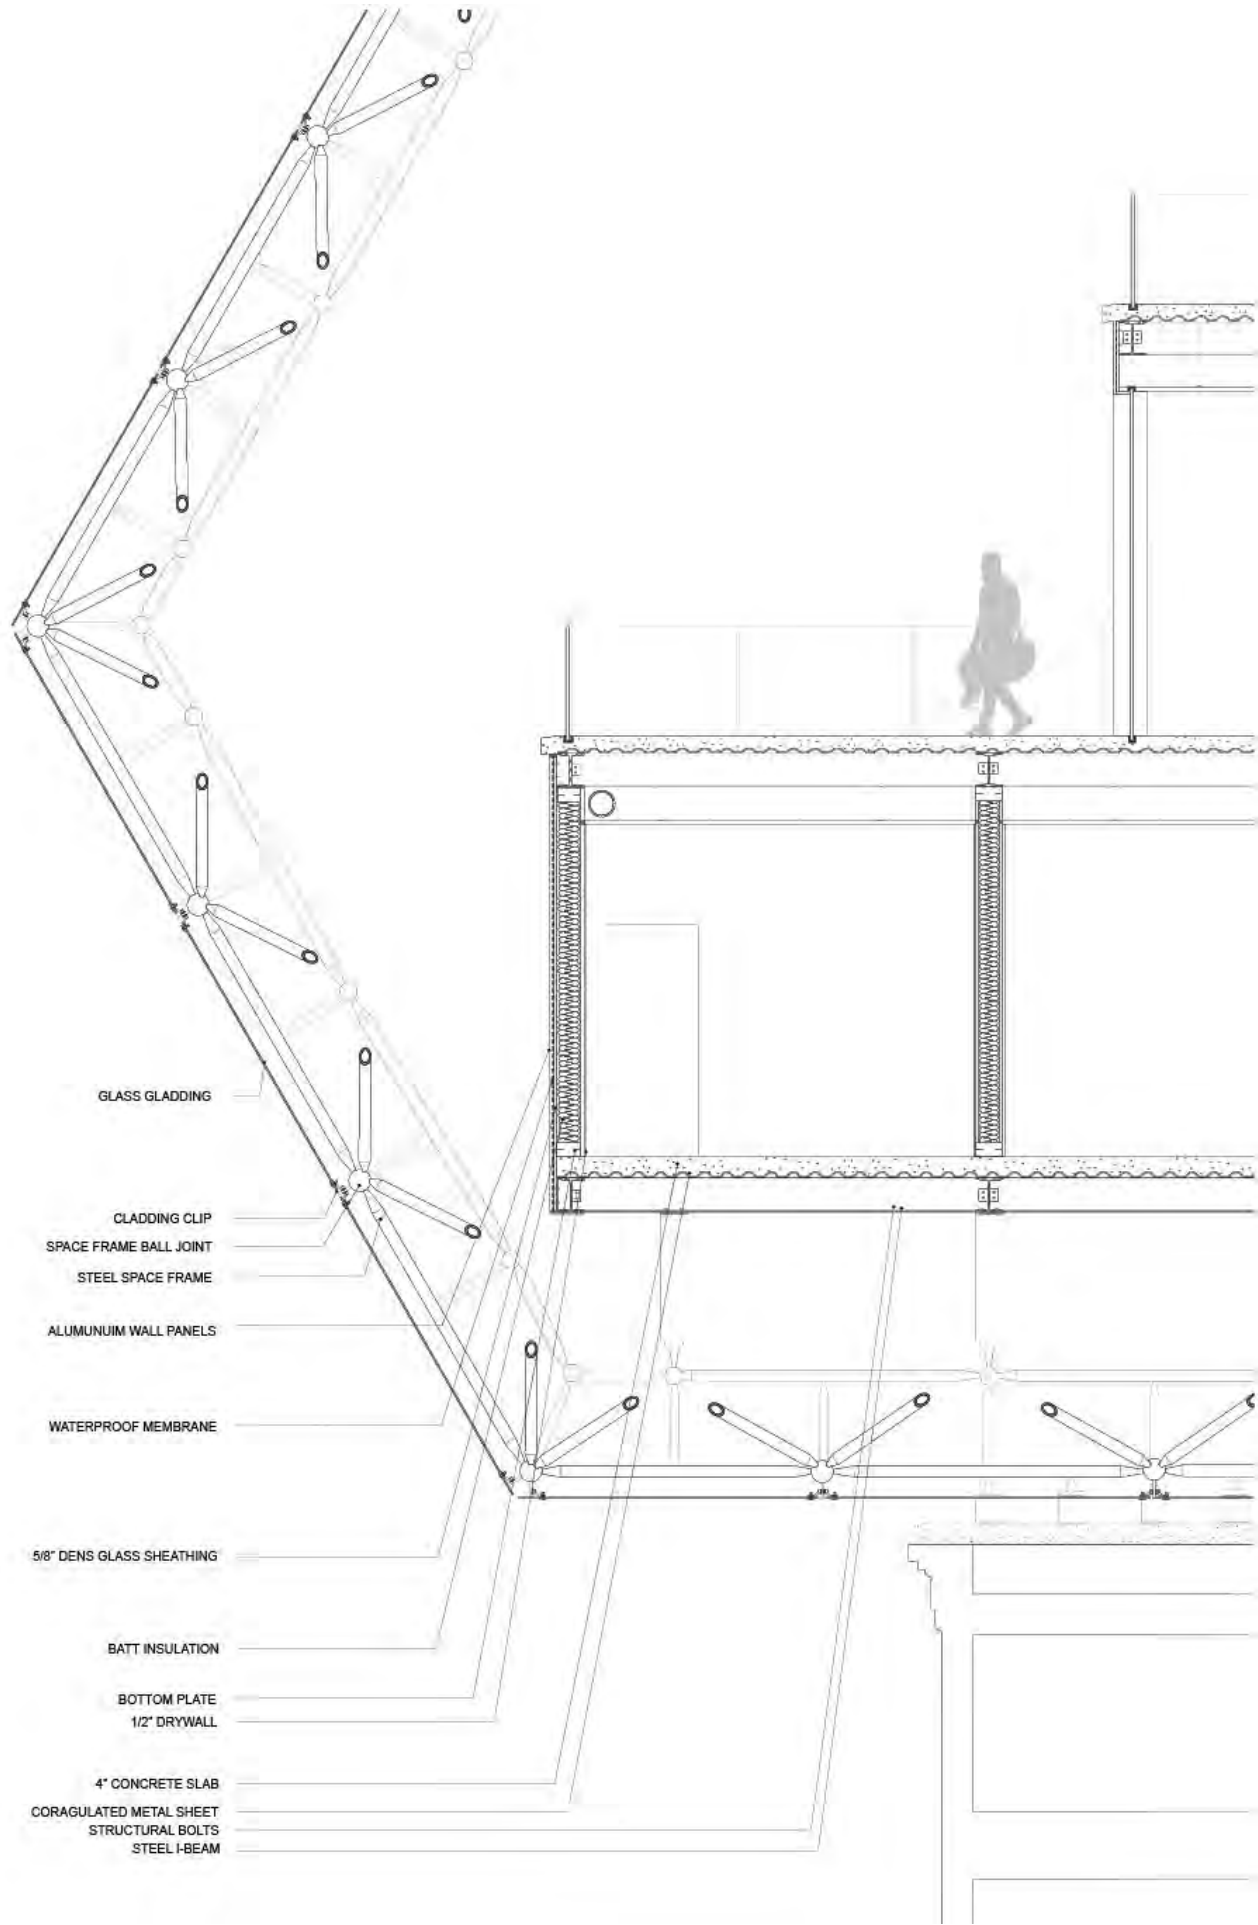 GLASS GLADDING
CLADDING CLIP
SPACE FRAME BALL JOINT
STEEL SPACE FRAME
ALUMUNUIM WALL PANELS
WATERPROOF MEMBRANE
5/8" DENS GLASS SHEATHING
BATT INSULATION
BOTTOM PLATE
1/2" DRYWALL
4" CONCRETE SLAB
CORAGULATED METAL SHEET
STRUCTURAL BOLTS
STEEL I-BEAM